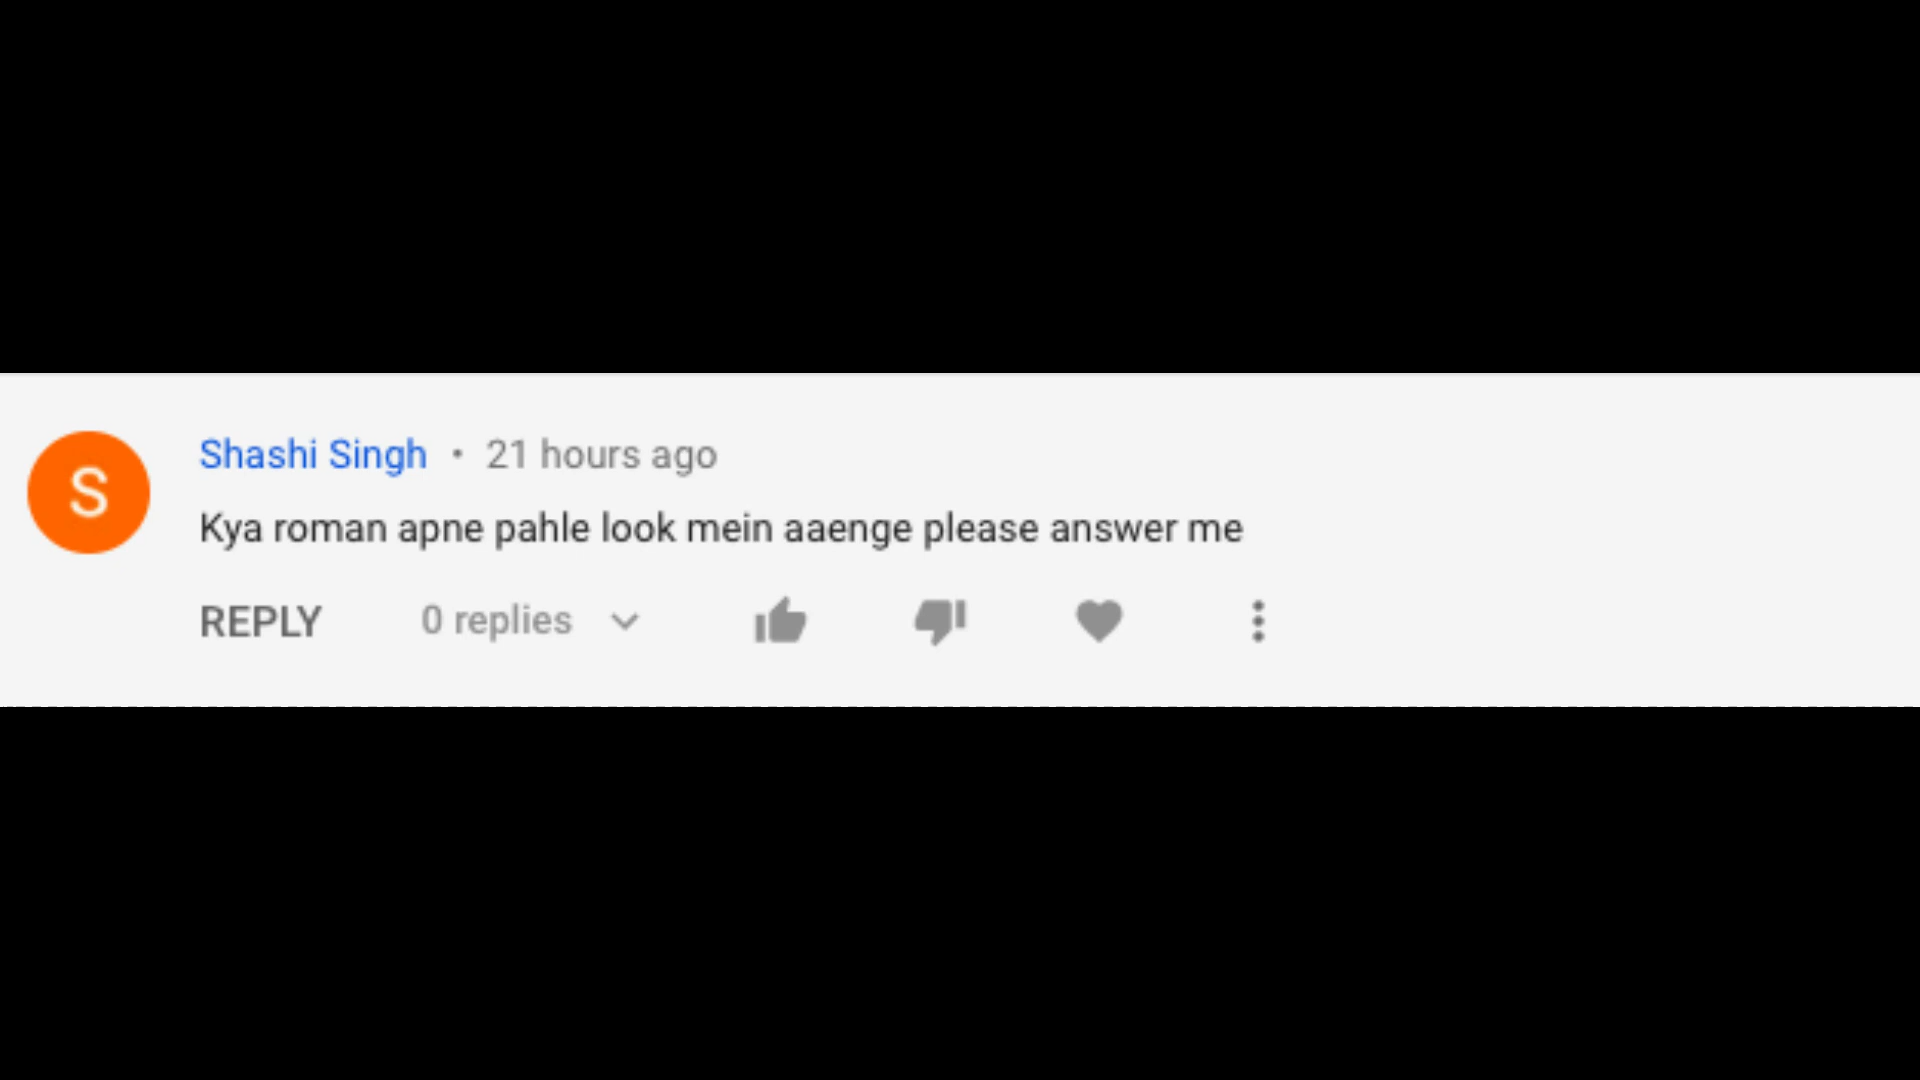 S
Shashi Singh • 21 hours ago
Kya roman apne pahle look mein aaenge please answer me
REPLY 0 replies